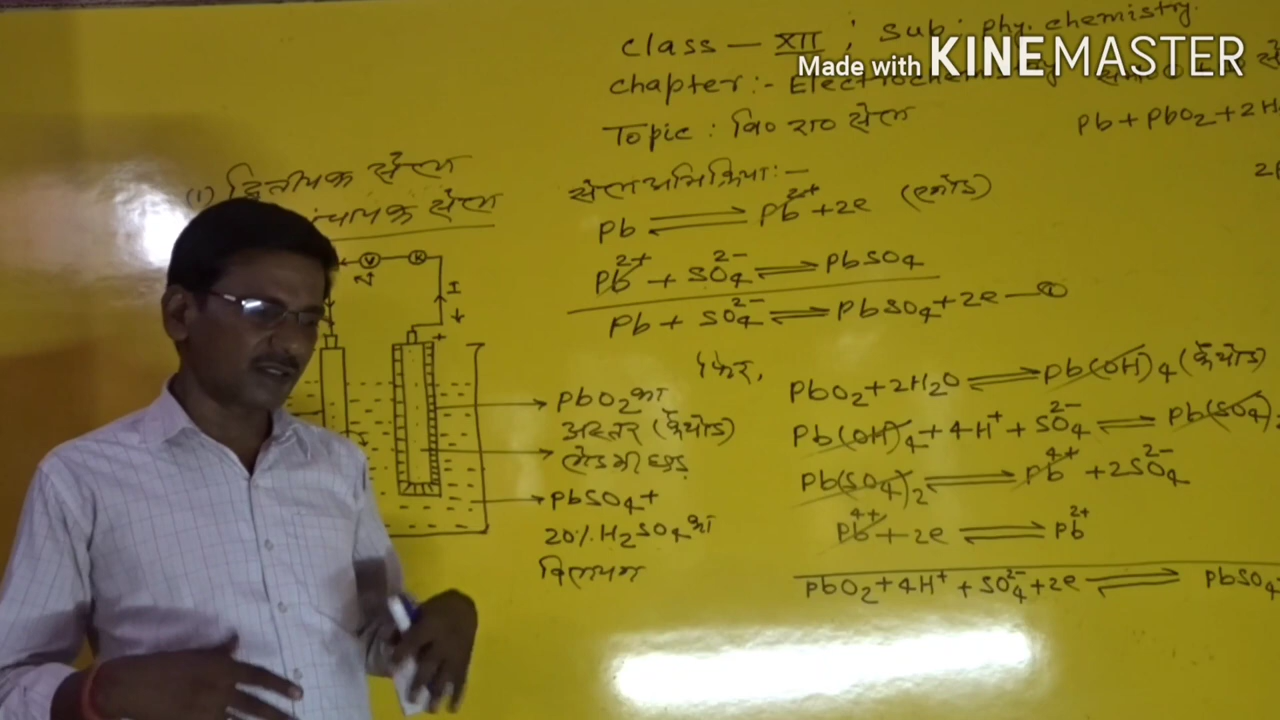 Class – XII ; Sub: Phy. chemistry.
Made with KINEMASTER
Chapter :- Electrochemistry
Topic : वि० रा० सेल
Pb + PbO2 + 2H
(1) द्वितीयक सेल
संचायक सेल
सेल अभिक्रिया :-
Pb ⇌ Pb²⁺ + 2e (एनोड)
Pb²⁺ + SO4²⁻ ⇌ PbSO4
Pb + SO4²⁻ ⇌ PbSO4 + 2e —①
फिर,
PbO2 + 2H2O ⇌ Pb(OH)4 (कैथोड)
Pb(OH)4 + 4H⁺ + SO4²⁻ ⇌ Pb(SO4)2
Pb(SO4)2 ⇌ Pb⁴⁺ + 2SO4²⁻
Pb⁴⁺ + 2e ⇌ Pb²⁺
PbO2 + 4H⁺ + SO4²⁻ + 2e ⇌ PbSO4
V K
I
+
PbO2 का
अस्तर (कैथोड)
लेड की छड़
PbSO4 +
20% H2SO4 का
विलयन